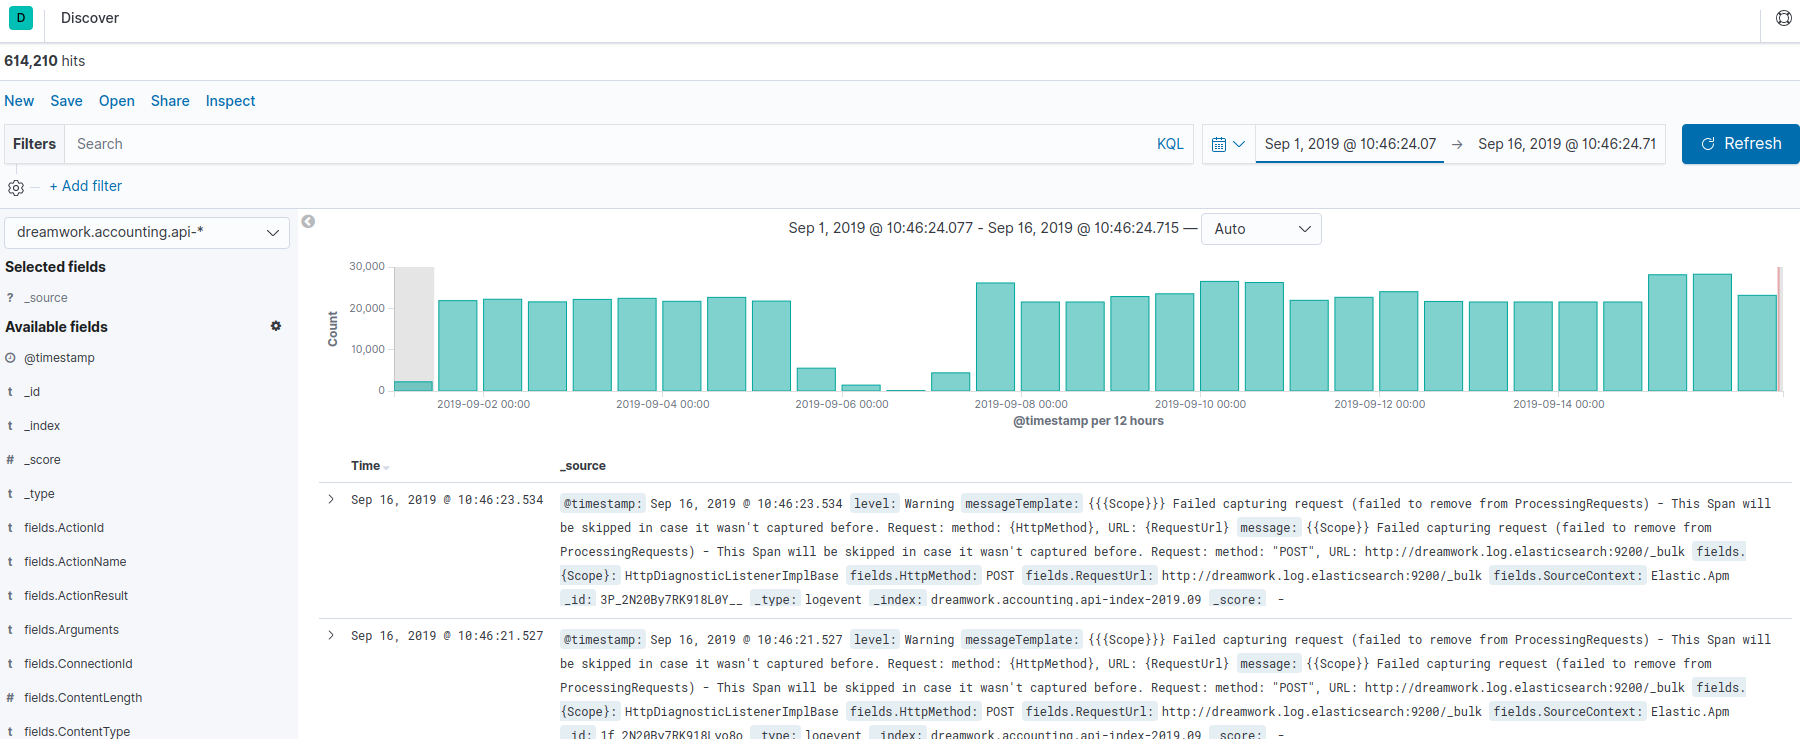 D Discover
614,210 hits
New Save Open Share Inspect
Filters Search KQL Sep 1, 2019 @ 10:46:24.07 → Sep 16, 2019 @ 10:46:24.71 Refresh
+ Add filter
dreamwork.accounting.api-*
Selected fields
? _source
Available fields
@timestamp
t _id
t _index
# _score
t _type
t fields.ActionId
t fields.ActionName
t fields.ActionResult
t fields.Arguments
t fields.ConnectionId
# fields.ContentLength
t fields.ContentType
Sep 1, 2019 @ 10:46:24.077 - Sep 16, 2019 @ 10:46:24.715 — Auto
Count
30,000
20,000
10,000
0
2019-09-02 00:00 2019-09-04 00:00 2019-09-06 00:00 2019-09-08 00:00 2019-09-10 00:00 2019-09-12 00:00 2019-09-14 00:00
@timestamp per 12 hours
Time _source
Sep 16, 2019 @ 10:46:23.534 @timestamp: Sep 16, 2019 @ 10:46:23.534 level: Warning messageTemplate: {{{Scope}}} Failed capturing request (failed to remove from ProcessingRequests) - This Span will
be skipped in case it wasn't captured before. Request: method: {HttpMethod}, URL: {RequestUrl} message: {{Scope}} Failed capturing request (failed to remove from
ProcessingRequests) - This Span will be skipped in case it wasn't captured before. Request: method: "POST", URL: http://dreamwork.log.elasticsearch:9200/_bulk fields.
{Scope}: HttpDiagnosticListenerImplBase fields.HttpMethod: POST fields.RequestUrl: http://dreamwork.log.elasticsearch:9200/_bulk fields.SourceContext: Elastic.Apm
_id: 3P_2N20By7RK918L0Y__ _type: logevent _index: dreamwork.accounting.api-index-2019.09 _score: -
Sep 16, 2019 @ 10:46:21.527 @timestamp: Sep 16, 2019 @ 10:46:21.527 level: Warning messageTemplate: {{{Scope}}} Failed capturing request (failed to remove from ProcessingRequests) - This Span will
be skipped in case it wasn't captured before. Request: method: {HttpMethod}, URL: {RequestUrl} message: {{Scope}} Failed capturing request (failed to remove from
ProcessingRequests) - This Span will be skipped in case it wasn't captured before. Request: method: "POST", URL: http://dreamwork.log.elasticsearch:9200/_bulk fields.
{Scope}: HttpDiagnosticListenerImplBase fields.HttpMethod: POST fields.RequestUrl: http://dreamwork.log.elasticsearch:9200/_bulk fields.SourceContext: Elastic.Apm
_id: 1f_2N20By7RK918Lvo8o _type: logevent _index: dreamwork.accounting.api-index-2019.09 _score: -